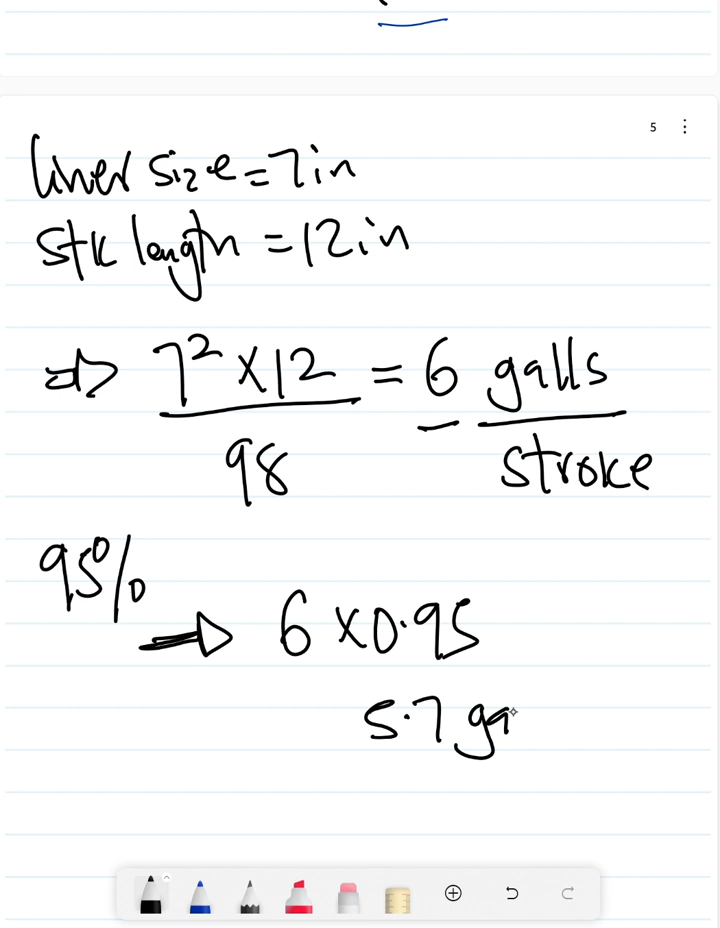 5
Liner size = 7in
Stk length = 12in
⇒ 7² × 12 = 6 galls
98 stroke
95%
⇒ 6 × 0.95
5.7 ga